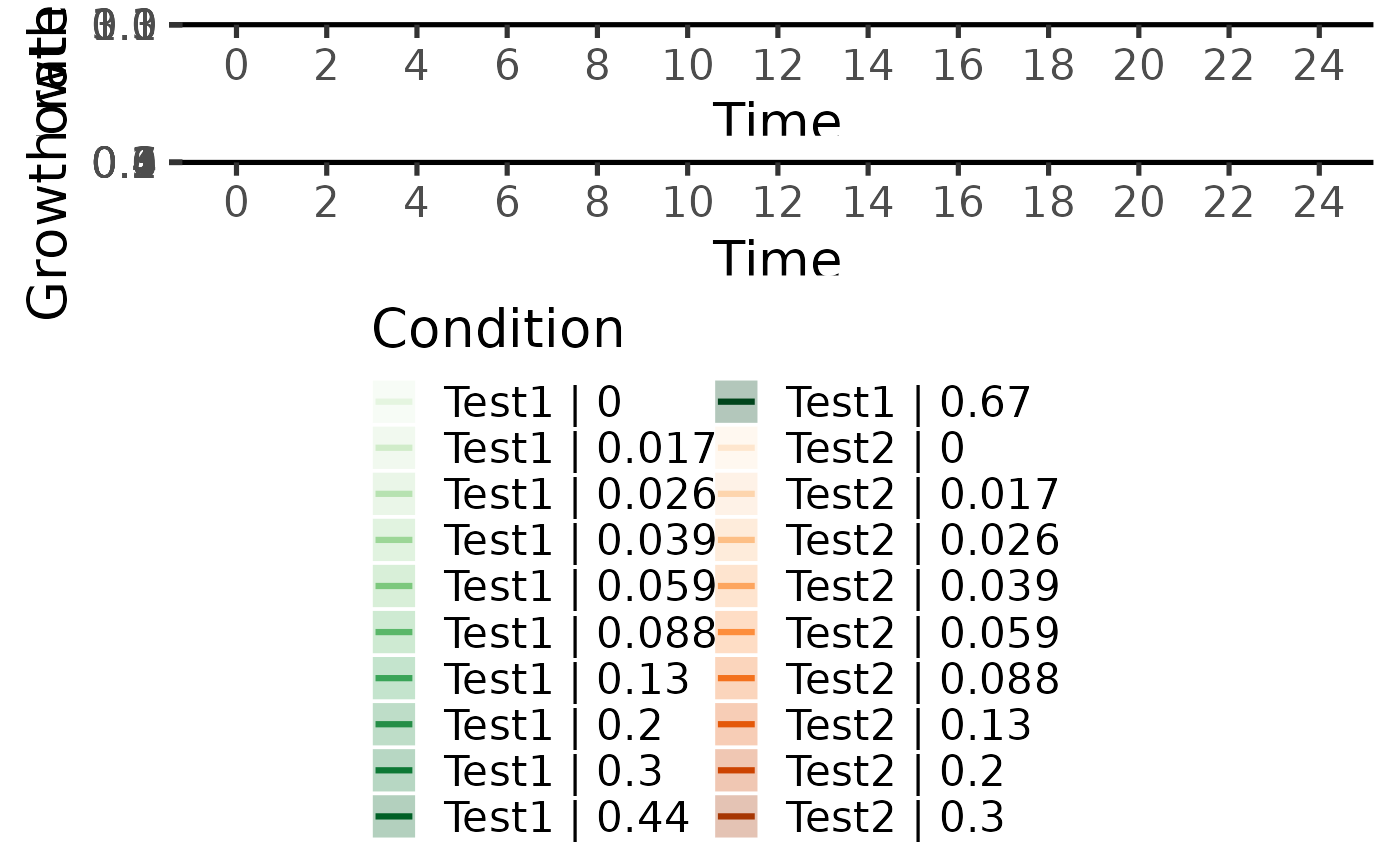 0 2 4 6 8 10 12 14 16 18 20 22 24
Time
0 2 4 6 8 10 12 14 16 18 20 22 24
Time
Growth rate
Condition
Test1 | 0
Test1 | 0.017
Test1 | 0.026
Test1 | 0.039
Test1 | 0.059
Test1 | 0.088
Test1 | 0.13
Test1 | 0.2
Test1 | 0.3
Test1 | 0.44
Test1 | 0.67
Test2 | 0
Test2 | 0.017
Test2 | 0.026
Test2 | 0.039
Test2 | 0.059
Test2 | 0.088
Test2 | 0.13
Test2 | 0.2
Test2 | 0.3